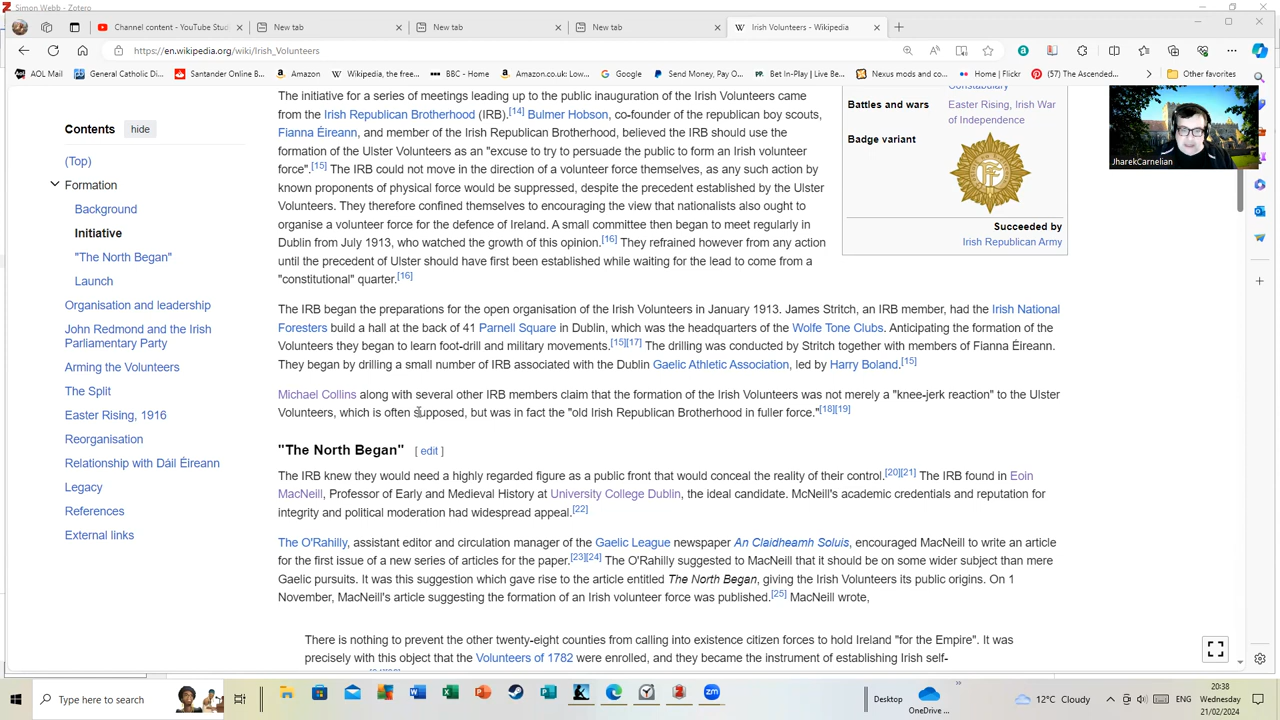 Simon Webb - Zotero
Channel content - YouTube Stud
New tab
New tab
New tab
Irish Volunteers - Wikipedia
https://en.wikipedia.org/wiki/Irish_Volunteers
AOL Mail
General Catholic Di...
Santander Online B...
Amazon
Wikipedia, the free...
BBC - Home
Amazon.co.uk: Low...
Google
Send Money, Pay O...
Bet In-Play | Live Be...
Nexus mods and co...
Home | Flickr
(57) The Ascended...
Other favorites
Contents hide
(Top)
Formation
Background
Initiative
"The North Began"
Launch
Organisation and leadership
John Redmond and the Irish
Parliamentary Party
Arming the Volunteers
The Split
Easter Rising, 1916
Reorganisation
Relationship with Dáil Éireann
Legacy
References
External links
The initiative for a series of meetings leading up to the public inauguration of the Irish Volunteers came
from the Irish Republican Brotherhood (IRB).[14] Bulmer Hobson, co-founder of the republican boy scouts,
Fianna Éireann, and member of the Irish Republican Brotherhood, believed the IRB should use the
formation of the Ulster Volunteers as an "excuse to try to persuade the public to form an Irish volunteer
force".[15] The IRB could not move in the direction of a volunteer force themselves, as any such action by
known proponents of physical force would be suppressed, despite the precedent established by the Ulster
Volunteers. They therefore confined themselves to encouraging the view that nationalists also ought to
organise a volunteer force for the defence of Ireland. A small committee then began to meet regularly in
Dublin from July 1913, who watched the growth of this opinion.[16] They refrained however from any action
until the precedent of Ulster should have first been established while waiting for the lead to come from a
"constitutional" quarter.[16]
The IRB began the preparations for the open organisation of the Irish Volunteers in January 1913. James Stritch, an IRB member, had the Irish National
Foresters build a hall at the back of 41 Parnell Square in Dublin, which was the headquarters of the Wolfe Tone Clubs. Anticipating the formation of the
Volunteers they began to learn foot-drill and military movements.[15][17] The drilling was conducted by Stritch together with members of Fianna Éireann.
They began by drilling a small number of IRB associated with the Dublin Gaelic Athletic Association, led by Harry Boland.[15]
Michael Collins along with several other IRB members claim that the formation of the Irish Volunteers was not merely a "knee-jerk reaction" to the Ulster
Volunteers, which is often supposed, but was in fact the "old Irish Republican Brotherhood in fuller force."[18][19]
"The North Began" [ edit ]
The IRB knew they would need a highly regarded figure as a public front that would conceal the reality of their control.[20][21] The IRB found in Eoin
MacNeill, Professor of Early and Medieval History at University College Dublin, the ideal candidate. McNeill's academic credentials and reputation for
integrity and political moderation had widespread appeal.[22]
The O'Rahilly, assistant editor and circulation manager of the Gaelic League newspaper An Claidheamh Soluis, encouraged MacNeill to write an article
for the first issue of a new series of articles for the paper.[23][24] The O'Rahilly suggested to MacNeill that it should be on some wider subject than mere
Gaelic pursuits. It was this suggestion which gave rise to the article entitled The North Began, giving the Irish Volunteers its public origins. On 1
November, MacNeill's article suggesting the formation of an Irish volunteer force was published.[25] MacNeill wrote,
There is nothing to prevent the other twenty-eight counties from calling into existence citizen forces to hold Ireland "for the Empire". It was
precisely with this object that the Volunteers of 1782 were enrolled, and they became the instrument of establishing Irish self-
Constabulary
Battles and wars Easter Rising, Irish War
of Independence
Badge variant
Succeeded by
Irish Republican Army
JharekCarnelian
Type here to search
Desktop
OneDrive ...
12°C Cloudy
ENG
Wednesday
20:38
21/02/2024